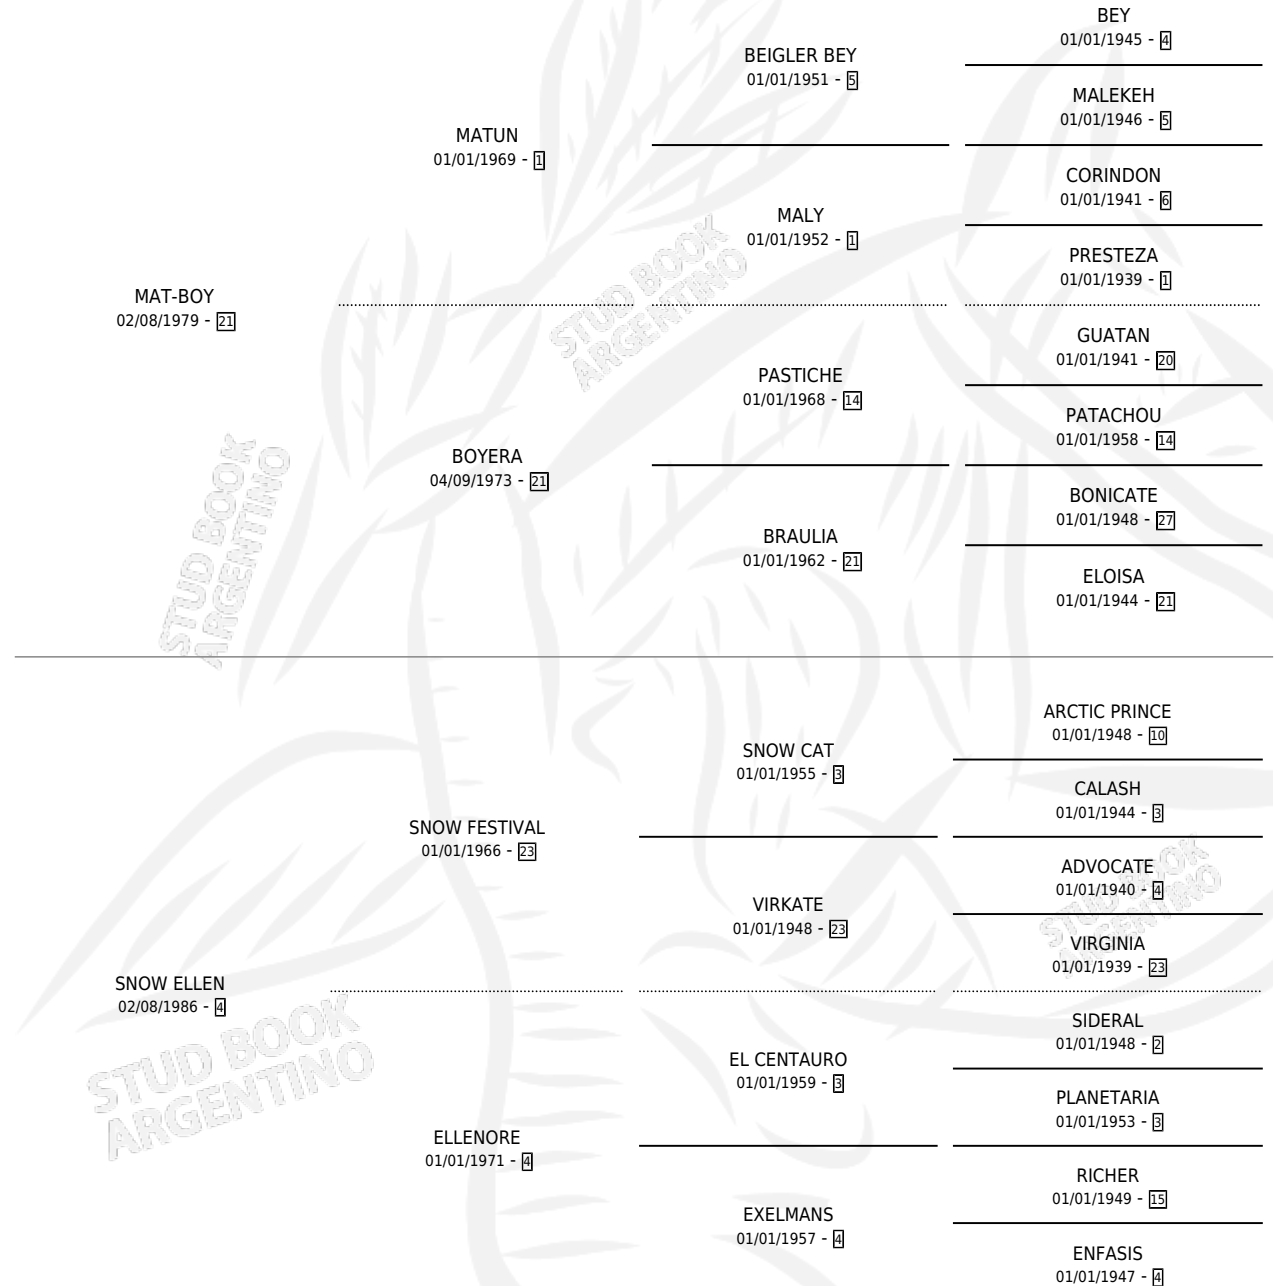 BEY
01/01/1945 - 4
BEIGLER BEY
01/01/1951 - 5
MALEKEH
01/01/1946 - 5
MATUN
01/01/1969 - 1
CORINDON
01/01/1941 - 6
MALY
01/01/1952 - 1
PRESTEZA
01/01/1939 - 1
MAT-BOY
02/08/1979 - 21
GUATAN
01/01/1941 - 20
PASTICHE
01/01/1968 - 14
PATACHOU
01/01/1958 - 14
BOYERA
04/09/1973 - 21
BONICATE
01/01/1948 - 27
BRAULIA
01/01/1962 - 21
ELOISA
01/01/1944 - 21
STUD BOOK
ARGENTINO
STUD BOOK
ARGENTINO
ARCTIC PRINCE
01/01/1948 - 10
SNOW CAT
01/01/1955 - 3
CALASH
01/01/1944 - 3
SNOW FESTIVAL
01/01/1966 - 23
ADVOCATE
01/01/1940 - 4
VIRKATE
01/01/1948 - 23
VIRGINIA
01/01/1939 - 23
SNOW ELLEN
02/08/1986 - 4
SIDERAL
01/01/1948 - 2
EL CENTAURO
01/01/1959 - 3
PLANETARIA
01/01/1953 - 3
ELLENORE
01/01/1971 - 4
RICHER
01/01/1949 - 15
EXELMANS
01/01/1957 - 4
ENFASIS
01/01/1947 - 4
STUD BOOK
ARGENTINO
STUD BOOK
ARGENTINO